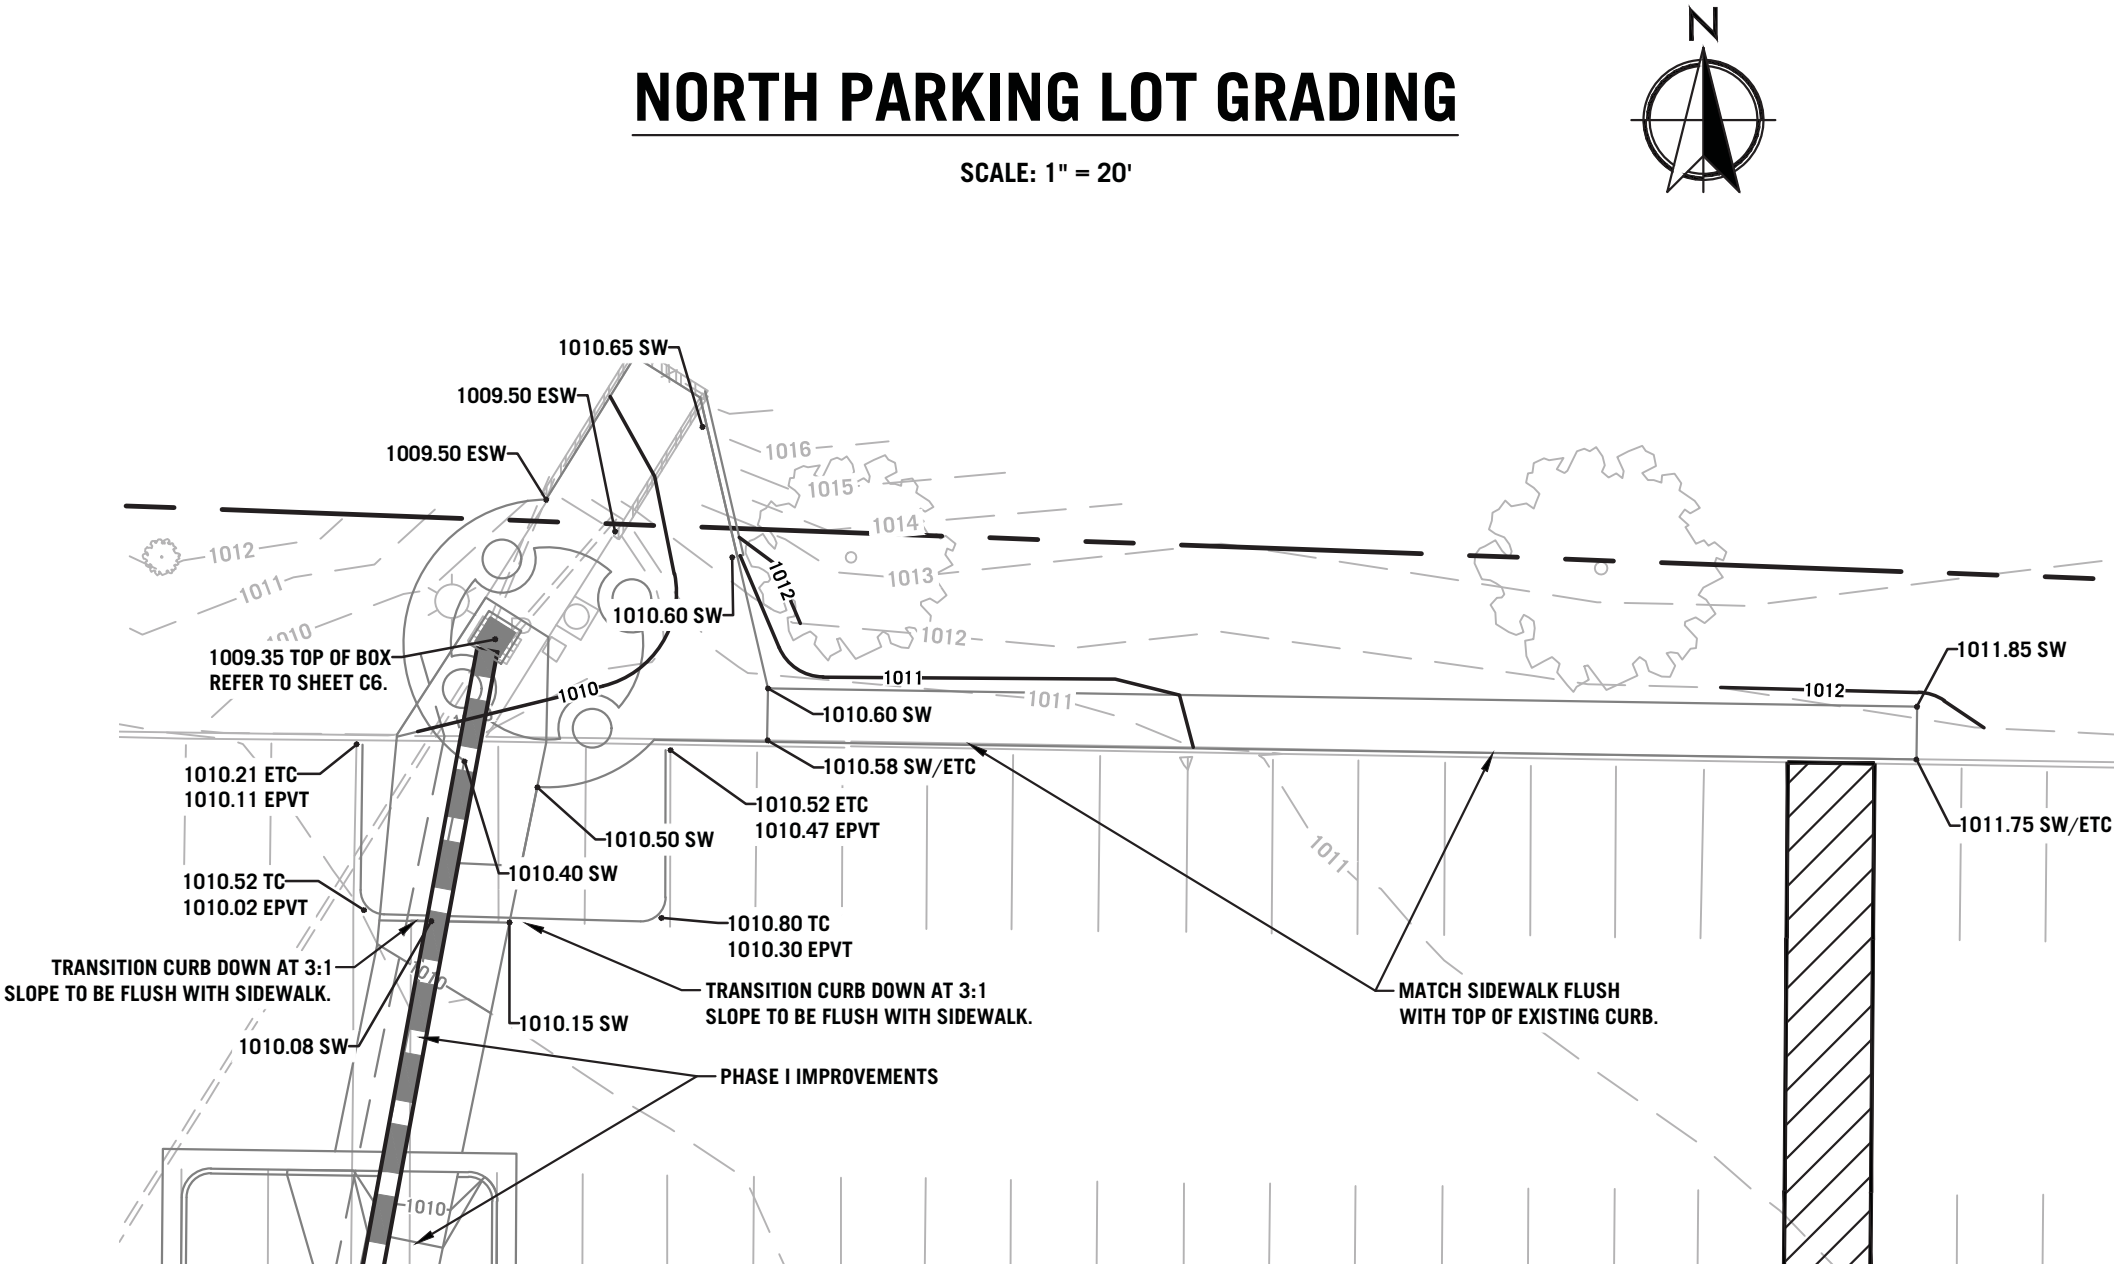 N
NORTH PARKING LOT GRADING
SCALE: 1" = 20'
1010.65 SW
1009.50 ESW
1009.50 ESW
1016
1015
1014
1013
1012
1012
1011
1010
1012
1010.60 SW
1009.35 TOP OF BOX
REFER TO SHEET C6.
1010
1011
1011
1012
1011.85 SW
1010.60 SW
1010.58 SW/ETC
1010.21 ETC
1010.11 EPVT
1010.52 ETC
1010.47 EPVT
1011.75 SW/ETC
1010.50 SW
1010.40 SW
1011
1010.52 TC
1010.02 EPVT
1010.80 TC
1010.30 EPVT
TRANSITION CURB DOWN AT 3:1
SLOPE TO BE FLUSH WITH SIDEWALK.
1010
TRANSITION CURB DOWN AT 3:1
SLOPE TO BE FLUSH WITH SIDEWALK.
MATCH SIDEWALK FLUSH
WITH TOP OF EXISTING CURB.
1010.15 SW
1010.08 SW
PHASE I IMPROVEMENTS
1010